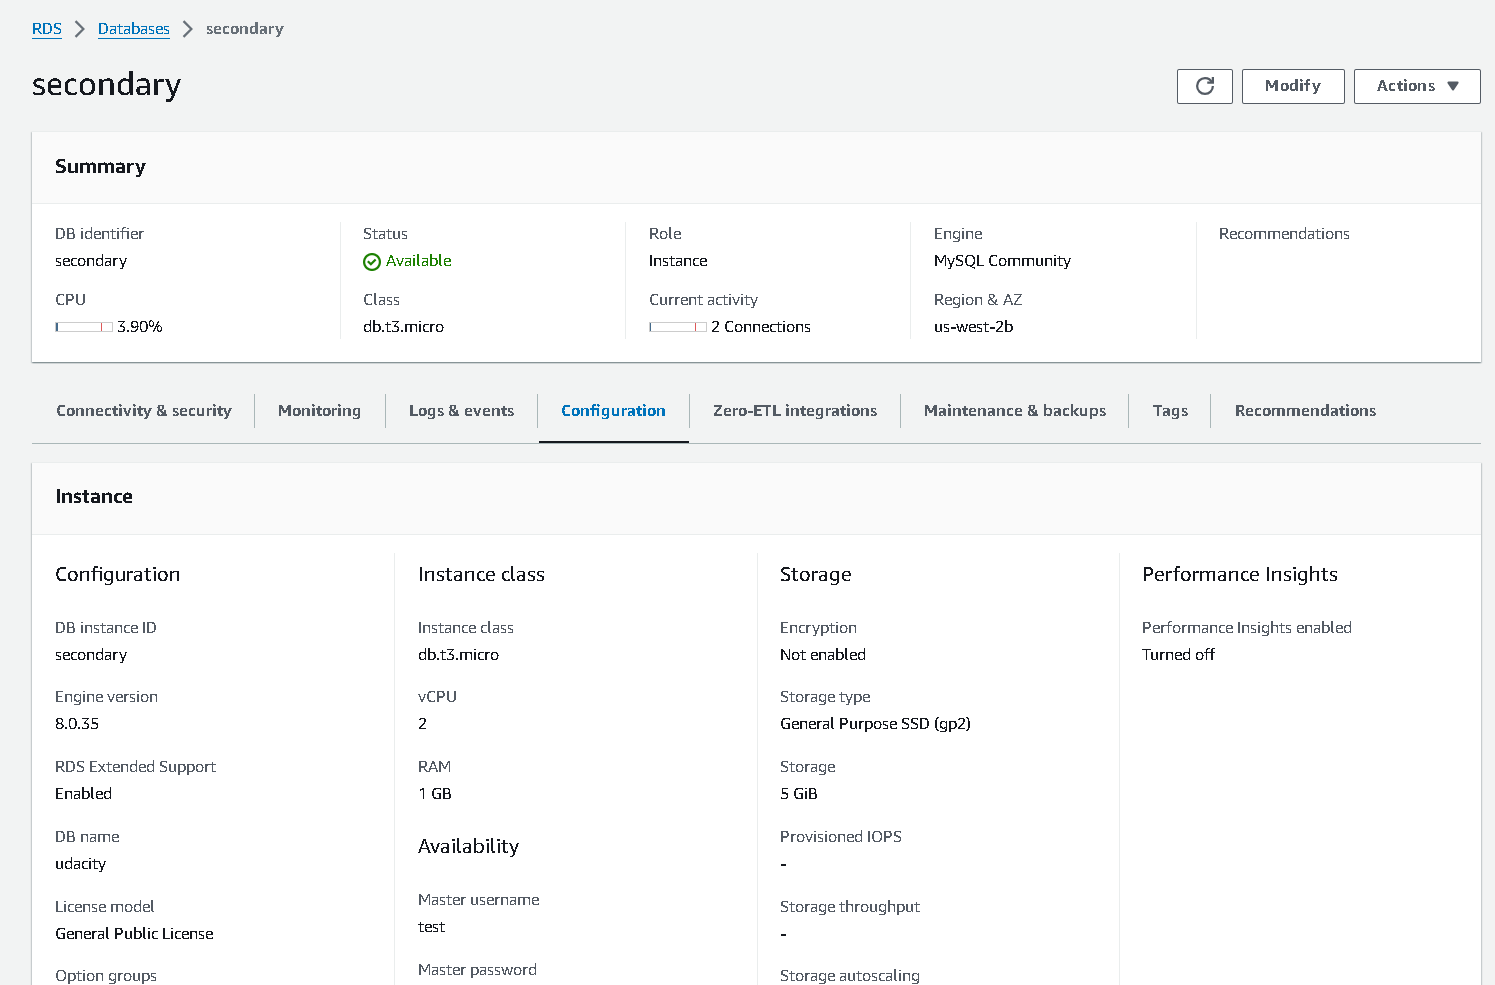 RDS > Databases > secondary
secondary
Modify
Actions
Summary
DB identifier
secondary
CPU
3.90%
Status
Available
Class
db.t3.micro
Role
Instance
Current activity
2 Connections
Engine
MySQL Community
Region & AZ
us-west-2b
Recommendations
Connectivity & security
Monitoring
Logs & events
Configuration
Zero-ETL integrations
Maintenance & backups
Tags
Recommendations
Instance
Configuration
DB instance ID
secondary
Engine version
8.0.35
RDS Extended Support
Enabled
DB name
udacity
License model
General Public License
Option groups
Instance class
Instance class
db.t3.micro
vCPU
2
RAM
1 GB
Availability
Master username
test
Master password
Storage
Encryption
Not enabled
Storage type
General Purpose SSD (gp2)
Storage
5 GiB
Provisioned IOPS
-
Storage throughput
-
Storage autoscaling
Performance Insights
Performance Insights enabled
Turned off